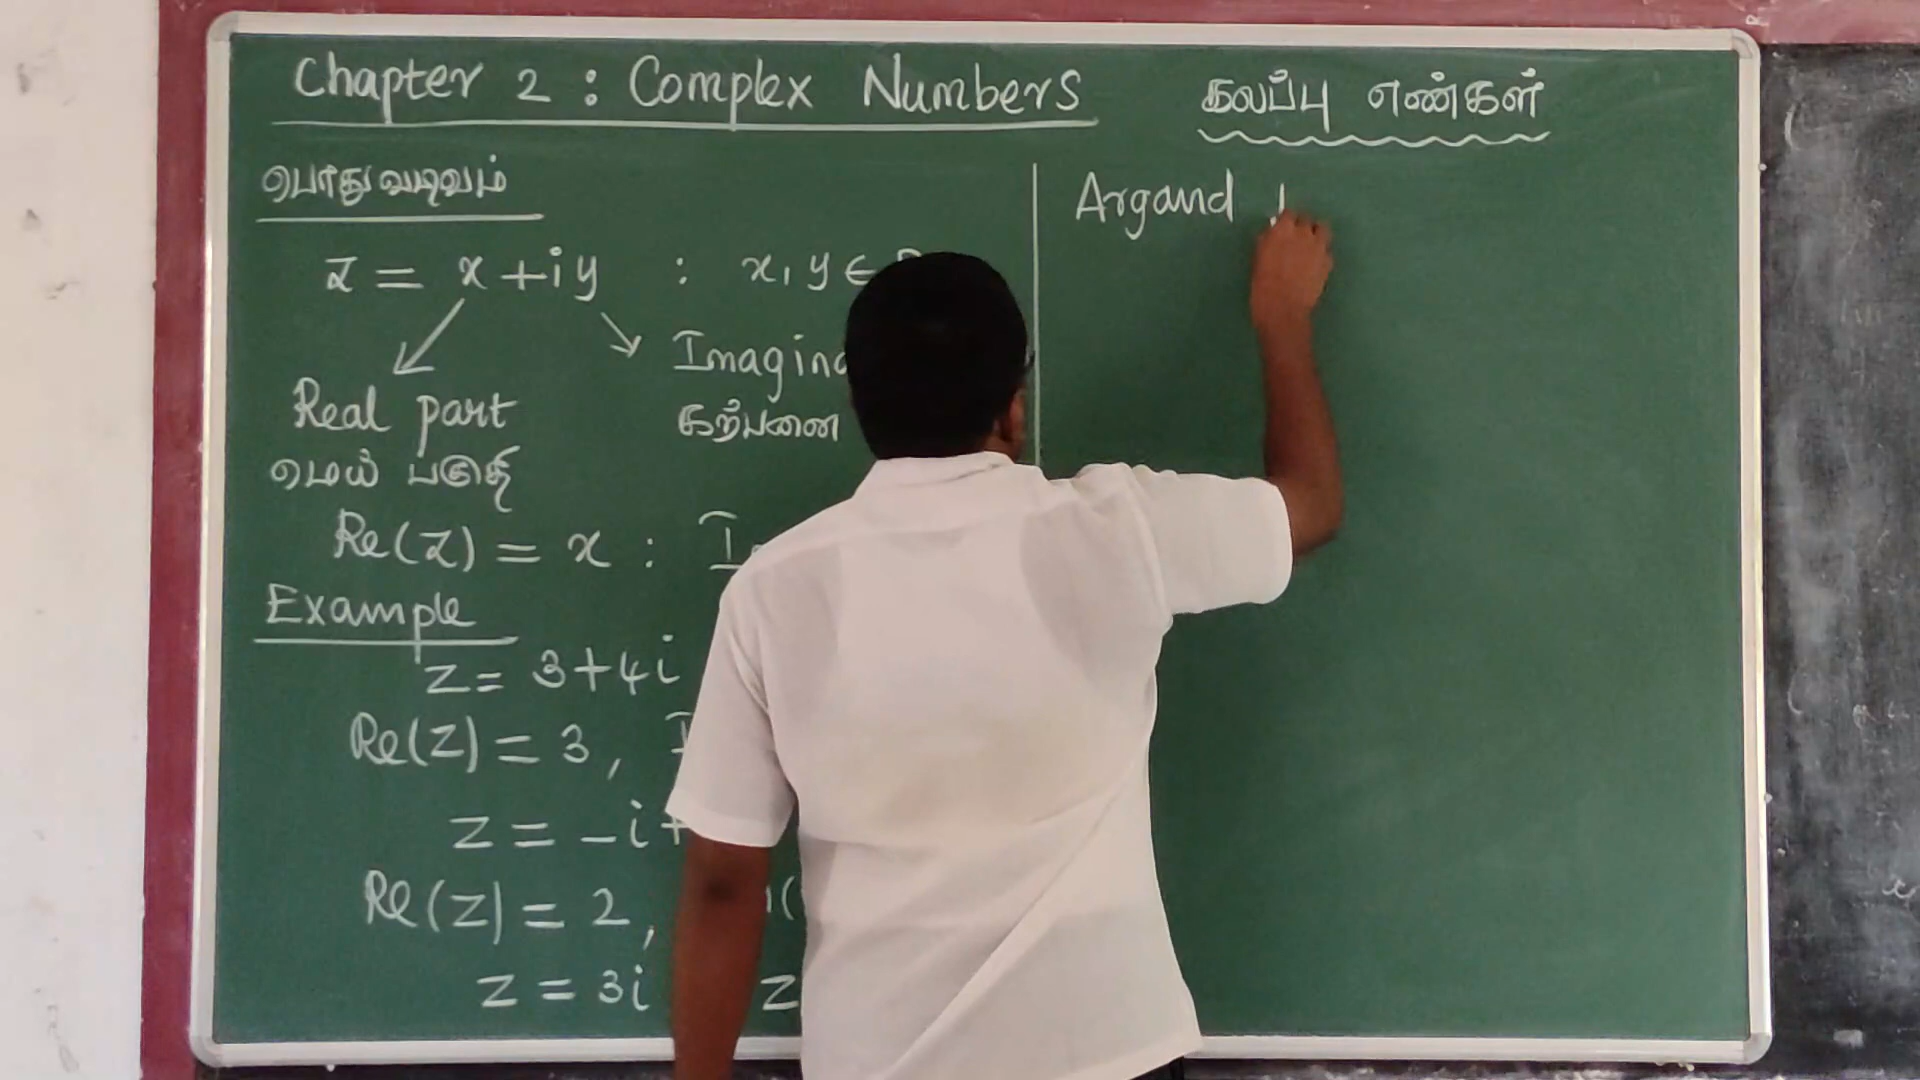 Chapter 2 : Complex Numbers கலப்பு எண்கள்
பொது வடிவம்
z = x + iy : x, y ∈
Real part
மெய் பகுதி
கற்பனை
Re(z) = x :
Example
z = 3 + 4i
Re(z) = 3 ,
z = -i +
Re(z) = 2 ,
z = 3i z
Argand